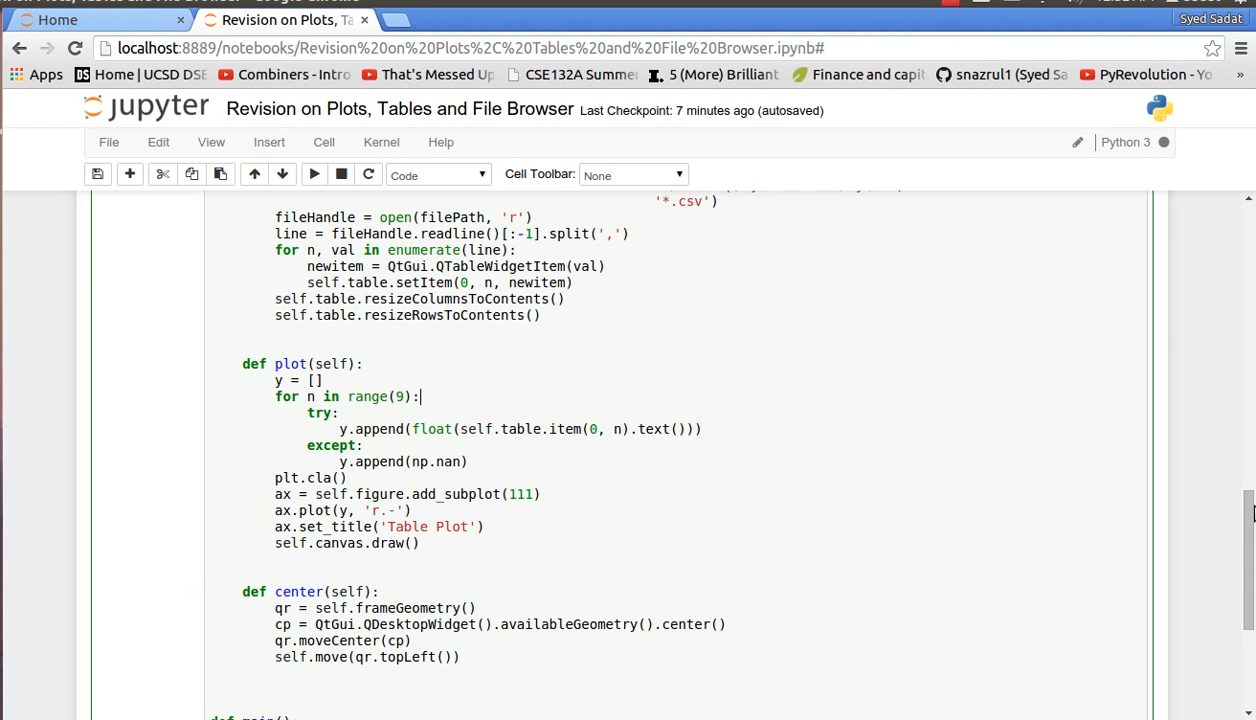 Home
Revision on Plots, Ta
Syed Sadat
localhost:8889/notebooks/Revision%20on%20Plots%2C%20Tables%20and%20File%20Browser.ipynb#
Apps
Home | UCSD DSE
Combiners - Intro
That's Messed Up
CSE132A Summer
5 (More) Brilliant
Finance and capit
snazrul1 (Syed Sa
PyRevolution - Yo
»
jupyter Revision on Plots, Tables and File Browser Last Checkpoint: 7 minutes ago (autosaved)
File Edit View Insert Cell Kernel Help Python 3
Code Cell Toolbar: None
'*.csv')
fileHandle = open(filePath, 'r')
line = fileHandle.readline()[:-1].split(',')
for n, val in enumerate(line):
newitem = QtGui.QTableWidgetItem(val)
self.table.setItem(0, n, newitem)
self.table.resizeColumnsToContents()
self.table.resizeRowsToContents()
def plot(self):
y = []
for n in range(9):
try:
y.append(float(self.table.item(0, n).text()))
except:
y.append(np.nan)
plt.cla()
ax = self.figure.add_subplot(111)
ax.plot(y, 'r.-')
ax.set_title('Table Plot')
self.canvas.draw()
def center(self):
qr = self.frameGeometry()
cp = QtGui.QDesktopWidget().availableGeometry().center()
qr.moveCenter(cp)
self.move(qr.topLeft())
def main():